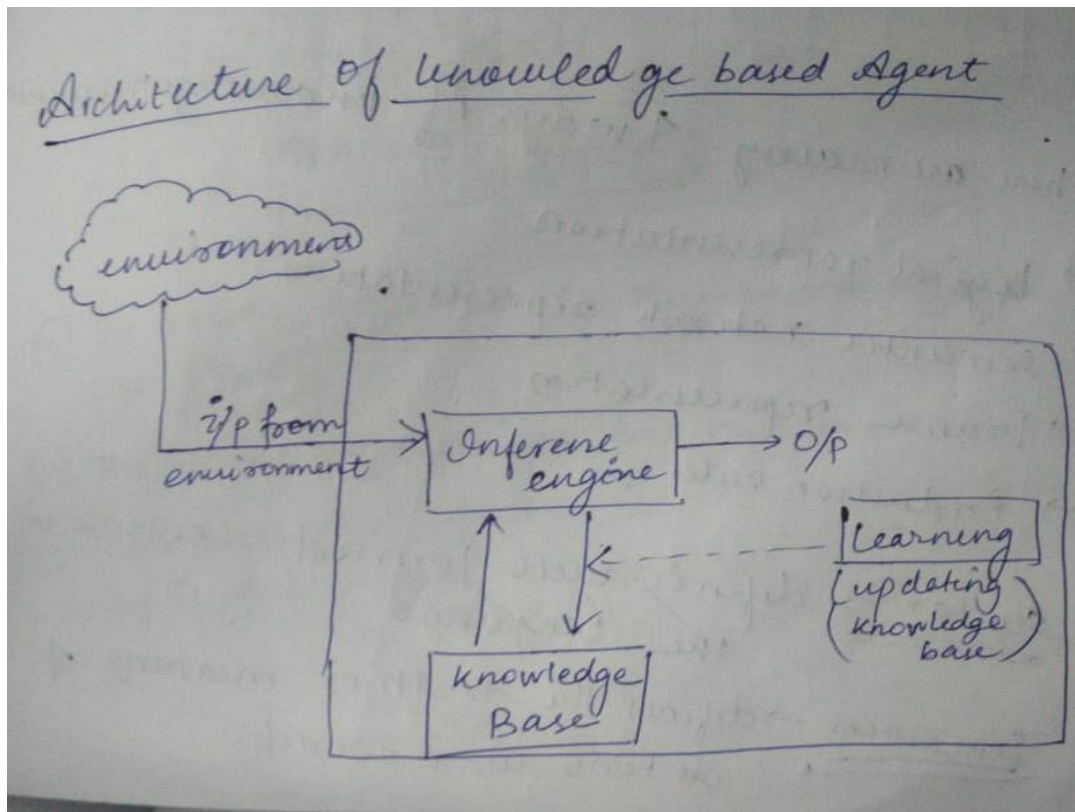 Architecture of knowledge based Agent
environment
i/p from
environment
Inferene
engine
O/p
Learning
(updating
knowledge
base)
knowledge
Base